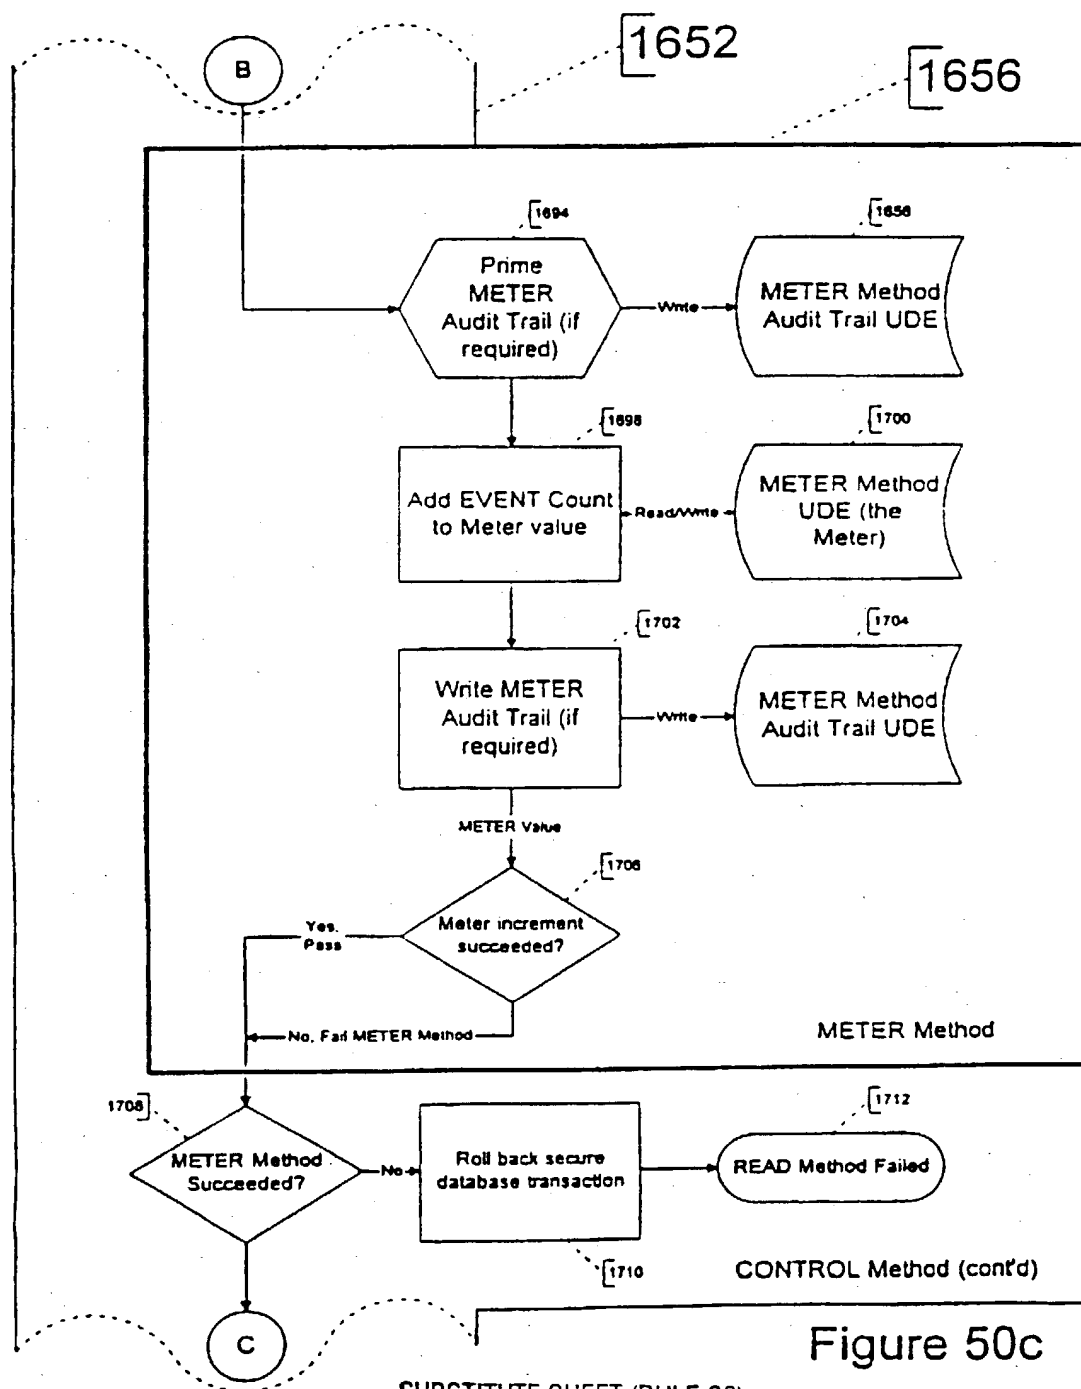 1652
1656
B
1694
1656
Prime
METER
Audit Trail (if
required)
Write
METER Method
Audit Trail UDE
1698
1700
Add EVENT Count
to Meter value
Read/Write
METER Method
UDE (the
Meter)
1702
1704
Write METER
Audit Trail (if
required)
Write
METER Method
Audit Trail UDE
METER Value
1706
Meter increment
succeeded?
Yes.
Pass
No, Fail METER Method
METER Method
1708
1712
METER Method
Succeeded?
No
Roll back secure
database transaction
READ Method Failed
1710
CONTROL Method (cont'd)
C
Figure 50c